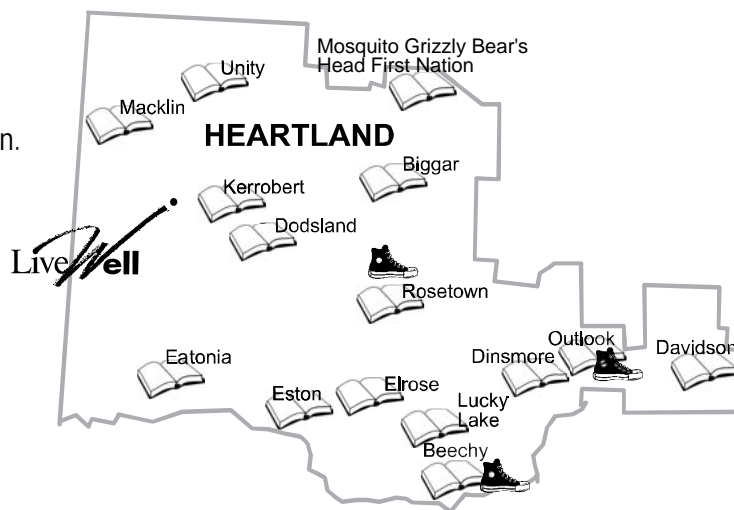 Mosquito Grizzly Bear's
Head First Nation
Unity
Macklin
n.
HEARTLAND
Biggar
Kerrobert
Dodsland
LiveWell
Rosetown
Outlook
Davidson
Dinsmore
Eatonia
Elrose
Eston
Lucky
Lake
Beechy